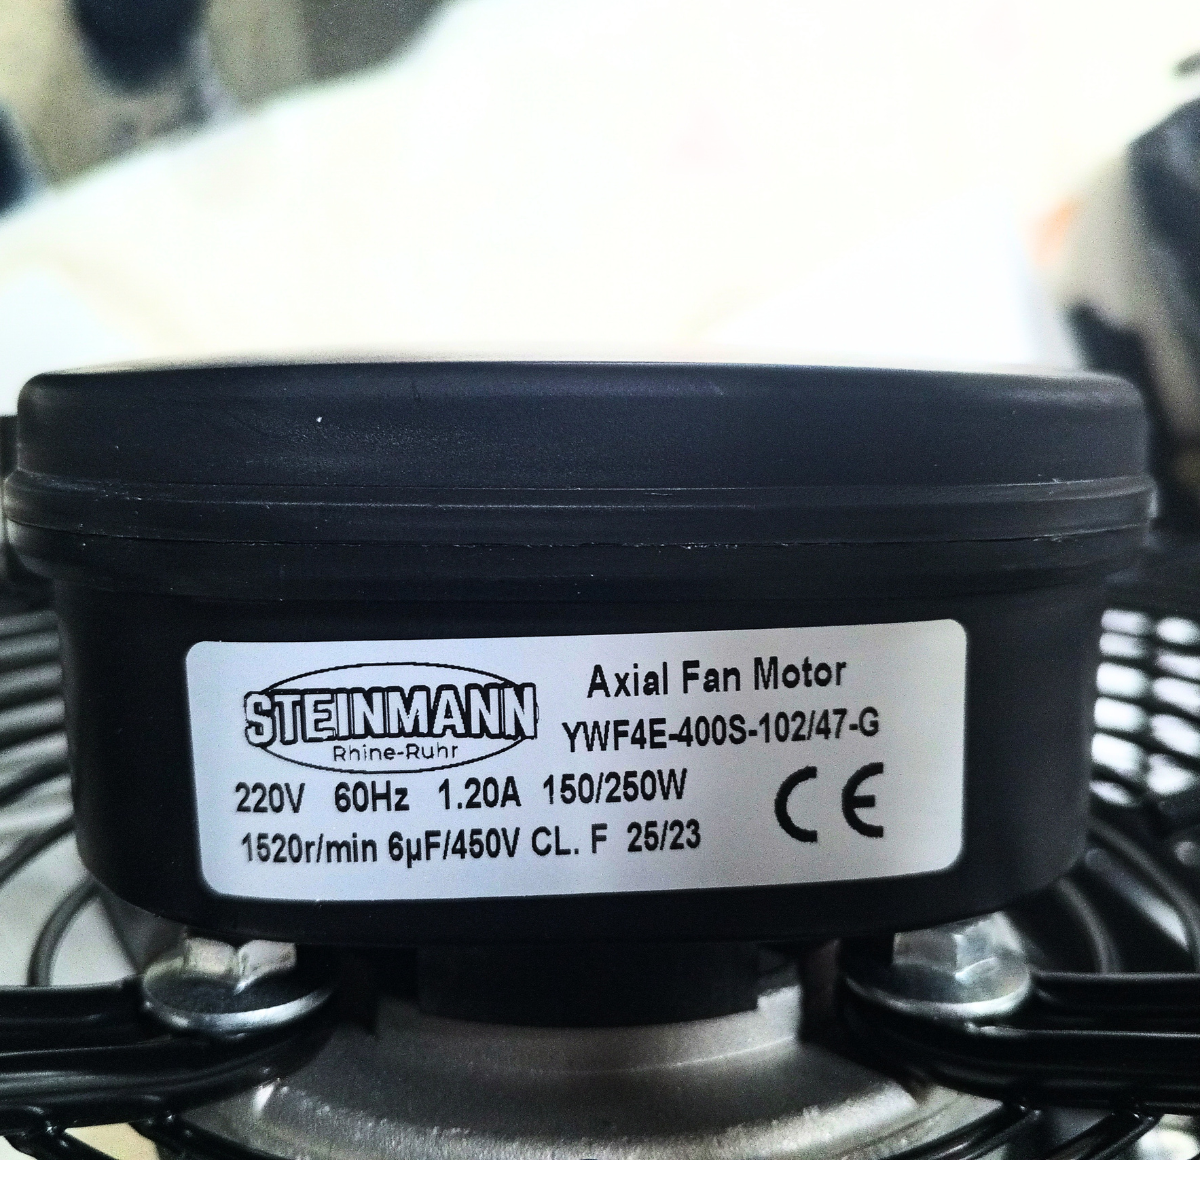 STEINMANN
Rhine-Ruhr
Axial Fan Motor
YWF4E-400S-102/47-G
220V 60Hz 1.20A 150/250W
1520r/min 6µF/450V CL. F 25/23
CE